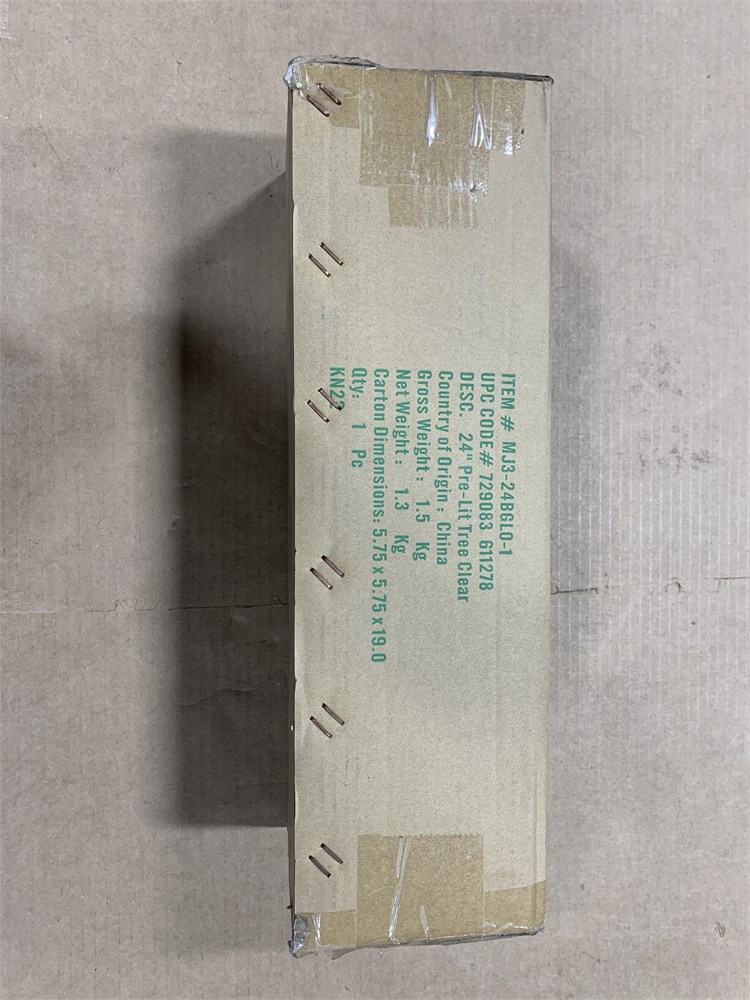 ITEM # MJ3-24BGLO-1
UPC CODE # 729083 611278
DESC. 24" Pre-Lit Tree Clear
Country of Origin : China
Gross Weight : 1.5 Kg
Net Weight : 1.3 Kg
Carton Dimensions: 5.75 x 5.75 x 19.0
Qty: 1 Pc
KN22